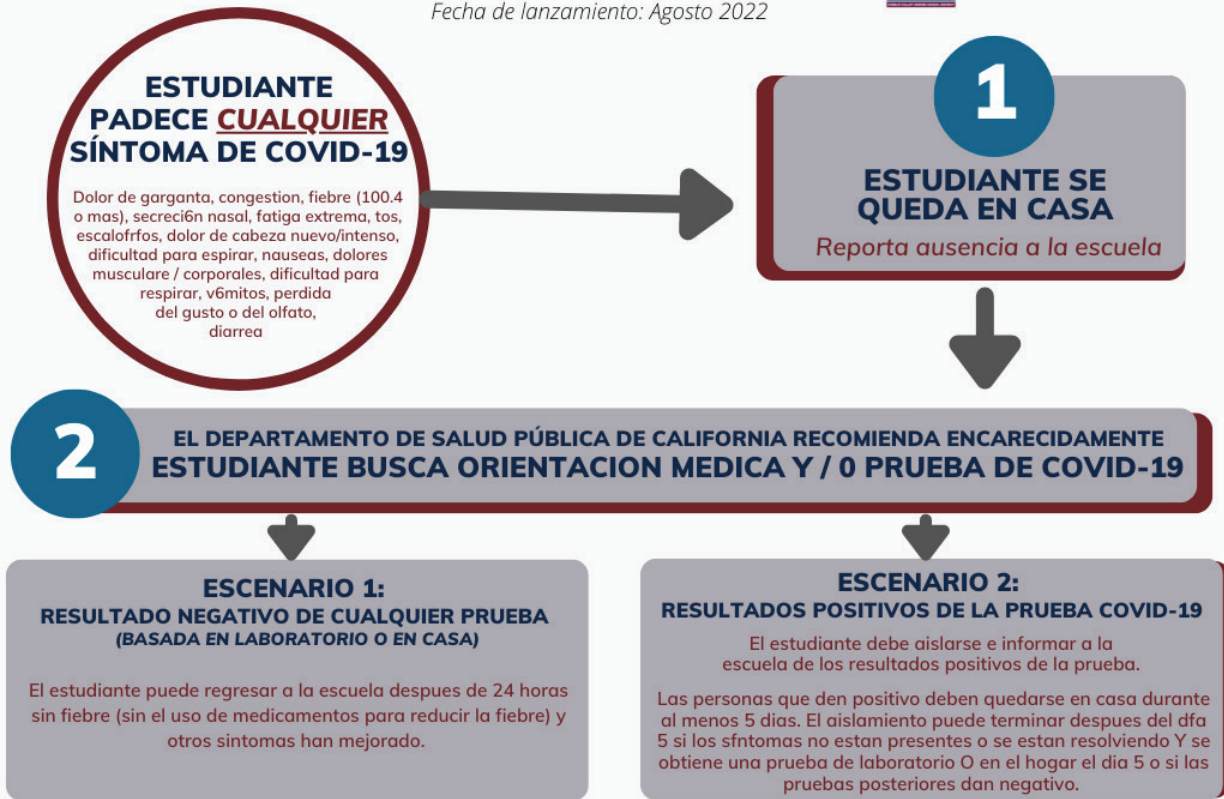 Fecha de lanzamiento: Agosto 2022
ESTUDIANTE
PADECE CUALQUIER
SÍNTOMA DE COVID-19
Dolor de garganta, congestion, fiebre (100.4
o mas), secreci6n nasal, fatiga extrema, tos,
escalofrfos, dolor de cabeza nuevo/intenso,
dificultad para espirar, nauseas, dolores
musculare / corporales, dificultad para
respirar, v6mitos, perdida
del gusto o del olfato,
diarrea
1
ESTUDIANTE SE
QUEDA EN CASA
Reporta ausencia a la escuela
2
EL DEPARTAMENTO DE SALUD PÚBLICA DE CALIFORNIA RECOMIENDA ENCARECIDAMENTE
ESTUDIANTE BUSCA ORIENTACION MEDICA Y / 0 PRUEBA DE COVID-19
ESCENARIO 1:
RESULTADO NEGATIVO DE CUALQUIER PRUEBA
(BASADA EN LABORATORIO O EN CASA)
El estudiante puede regresar a la escuela despues de 24 horas
sin fiebre (sin el uso de medicamentos para reducir la fiebre) y
otros sintomas han mejorado.
ESCENARIO 2:
RESULTADOS POSITIVOS DE LA PRUEBA COVID-19
El estudiante debe aislarse e informar a la
escuela de los resultados positivos de la prueba.
Las personas que den positivo deben quedarse en casa durante
al menos 5 dias. El aislamiento puede terminar despues del dfa
5 si los sfntomas no estan presentes o se estan resolviendo Y se
obtiene una prueba de laboratorio O en el hogar el dia 5 o si las
pruebas posteriores dan negativo.